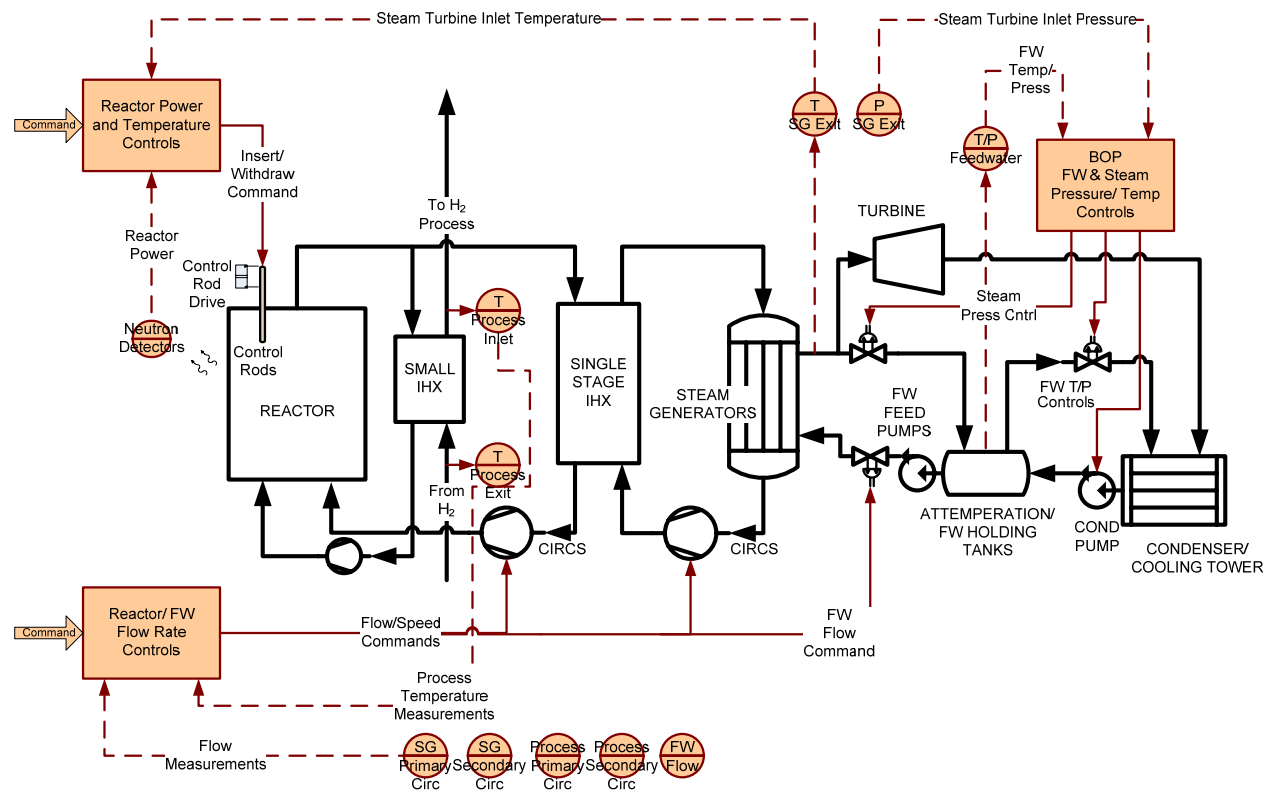 Steam Turbine Inlet Temperature
Steam Turbine Inlet Pressure
FW
Temp/
Press
T
SG Exit
P
SG Exit
T/P
Feedwater
Command
Reactor Power
and Temperature
Controls
Insert/
Withdraw
Command
BOP
FW & Steam
Pressure/ Temp
Controls
To H₂
Process
TURBINE
Reactor
Power
Control
Rod
Drive
Neutron
Detectors
Control
Rods
REACTOR
T
Process
Inlet
SMALL
IHX
SINGLE
STAGE
IHX
STEAM
GENERATORS
Steam
Press Cntrl
FW T/P
Controls
FW
FEED
PUMPS
T
Process
Exit
From
H₂
CIRCS
CIRCS
ATTEMPERATION/
FW HOLDING
TANKS
COND
PUMP
CONDENSER/
COOLING TOWER
Command
Reactor/ FW
Flow Rate
Controls
Flow/Speed
Commands
FW
Flow
Command
Process
Temperature
Measurements
Flow
Measurements
SG
Primary
Circ
SG
Secondary
Circ
Process
Primary
Circ
Process
Secondary
Circ
FW
Flow